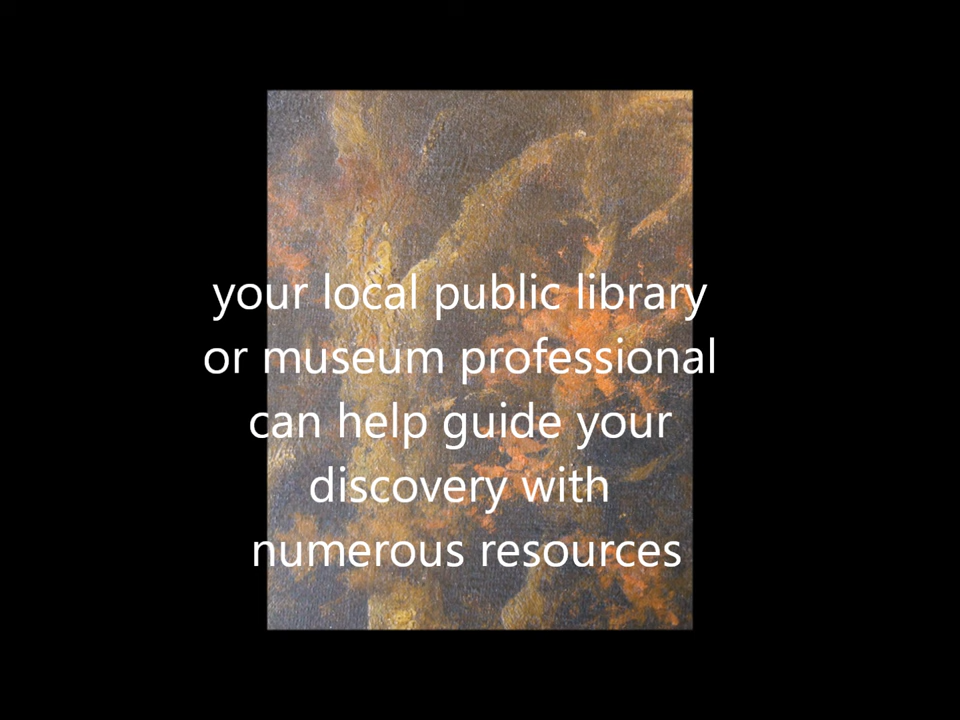 your local public library
or museum professional
can help guide your
discovery with
numerous resources